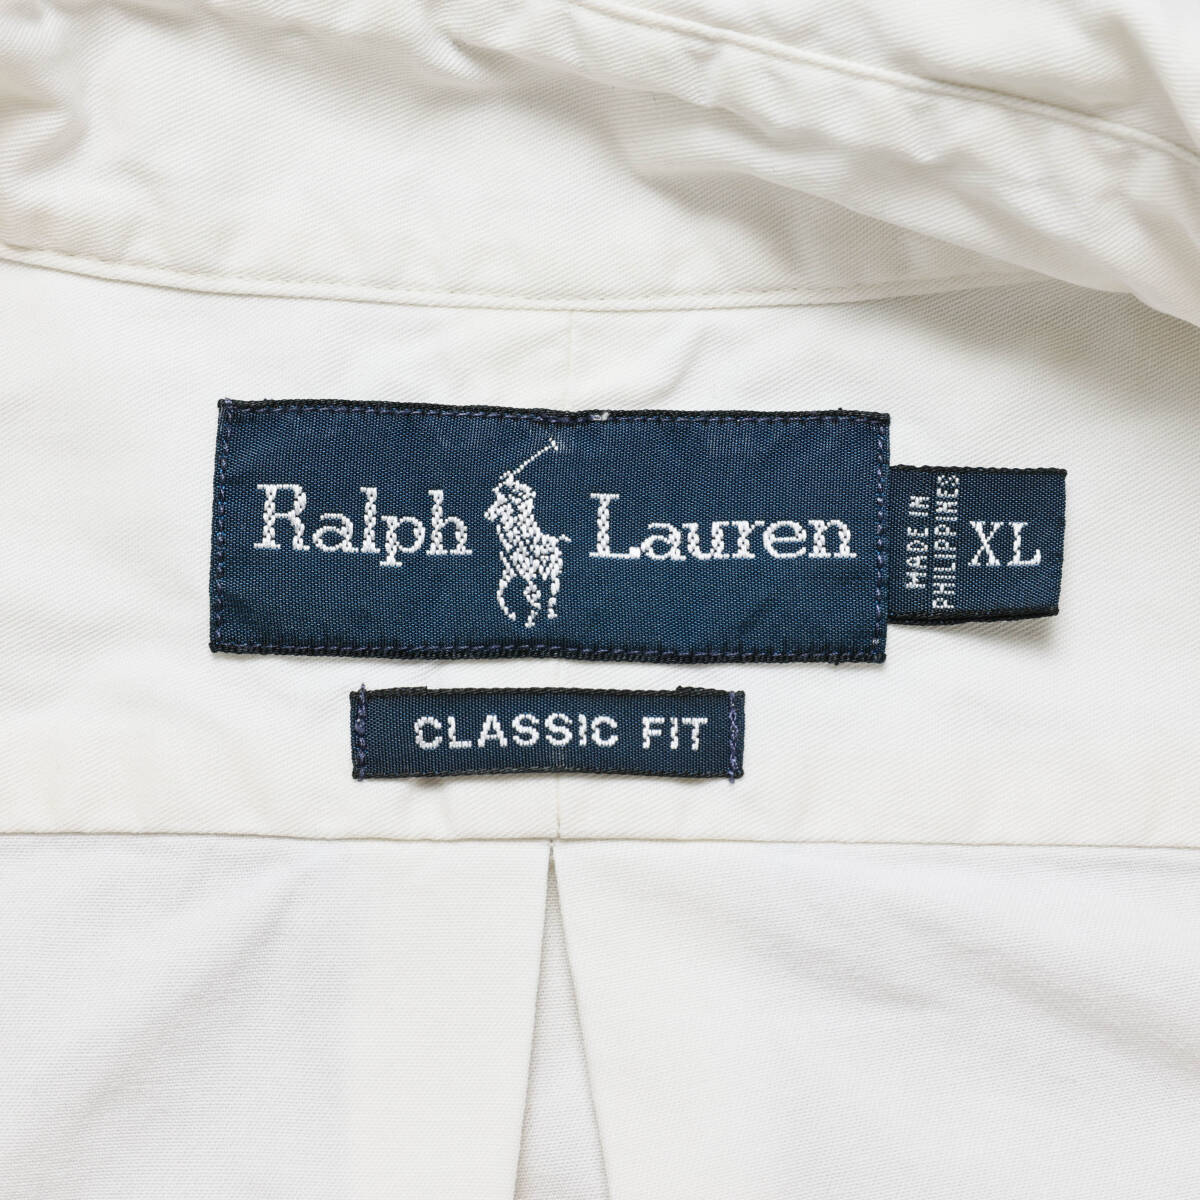 Ralph Lauren
MADE IN
PHILIPPINES
XL
CLASSIC FIT